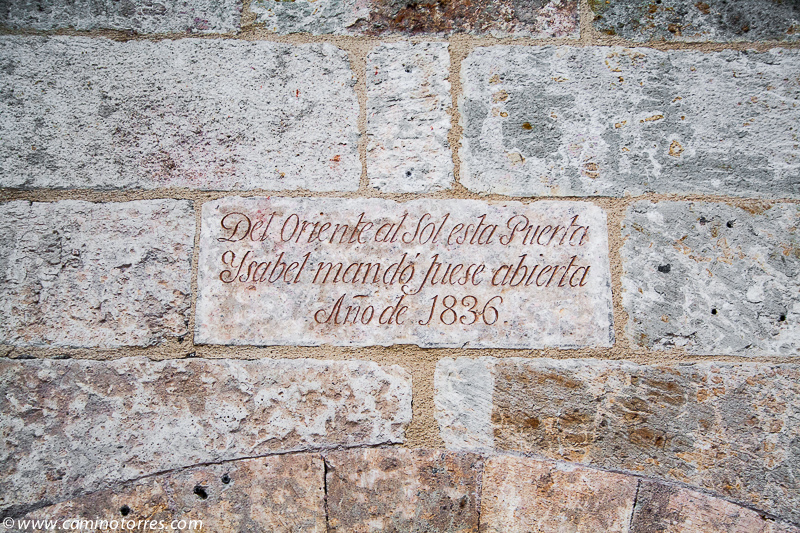 Del Oriente al Sol esta Puerta
Ysabel mandó fuese abierta
Año de 1836
© www.caminotorres.com